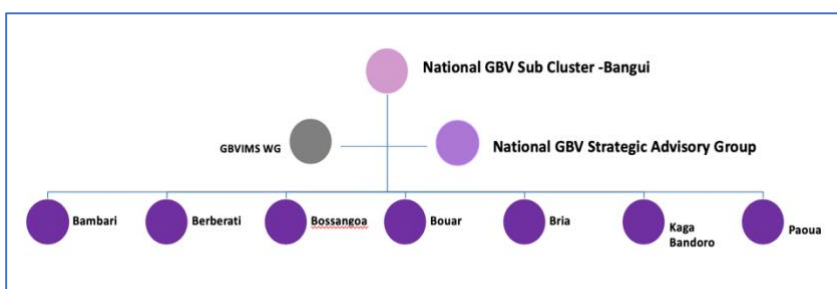 National GBV Sub Cluster -Bangui
GBVIMS WG
National GBV Strategic Advisory Group
Bambari
Berberati
Bossangoa
Bouar
Bria
Kaga
Bandoro
Paoua